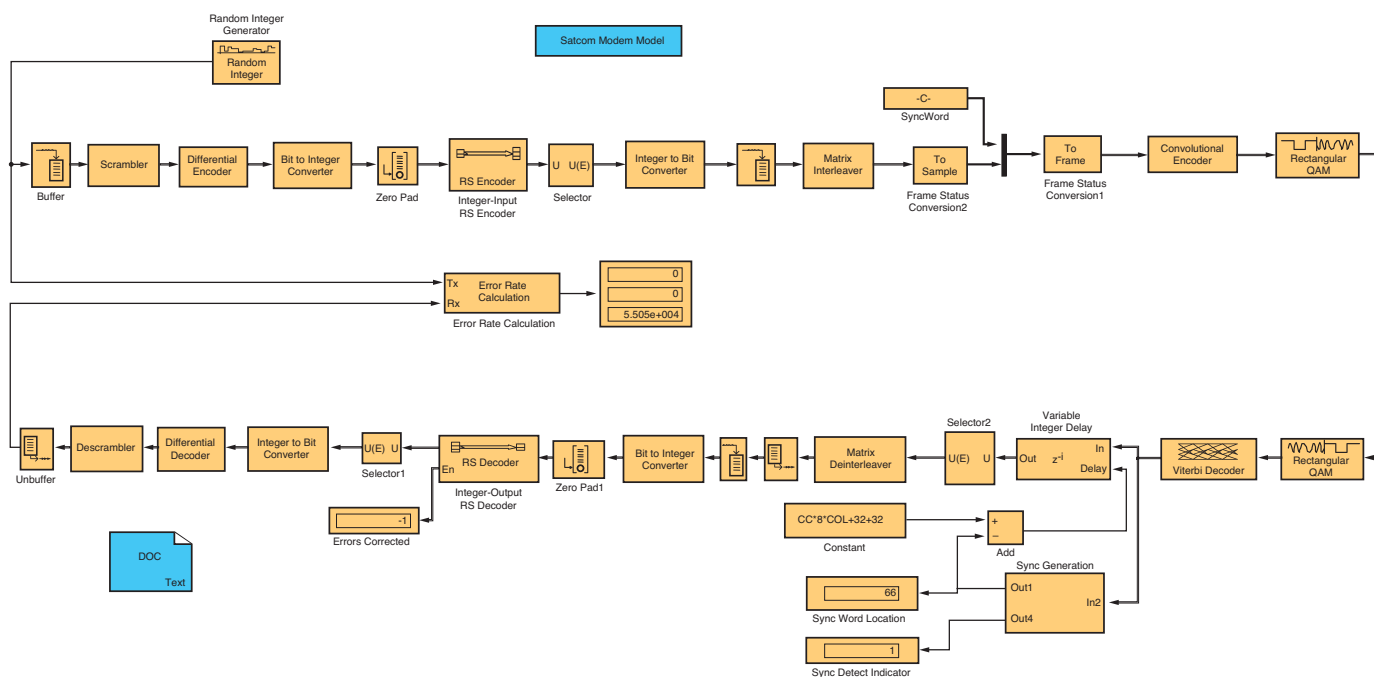 Random Integer
Generator
Random
Integer
Satcom Modem Model
-C-
SyncWord
Buffer
Scrambler
Differential
Encoder
Bit to Integer
Converter
Zero Pad
RS Encoder
Integer-Input
RS Encoder
U U(E)
Selector
Integer to Bit
Converter
Matrix
Interleaver
To
Sample
Frame Status
Conversion2
To
Frame
Frame Status
Conversion1
Convolutional
Encoder
Rectangular
QAM
Tx
Rx
Error Rate
Calculation
Error Rate Calculation
0
0
5.505e+004
Unbuffer
Descrambler
Differential
Decoder
Integer to Bit
Converter
U(E) U
Selector1
RS Decoder
En
Integer-Output
RS Decoder
-1
Errors Corrected
Zero Pad1
Bit to Integer
Converter
Matrix
Deinterleaver
Selector2
U(E) U
Variable
Integer Delay
Out z-i In
Delay
Viterbi Decoder
Rectangular
QAM
CC*8*COL+32+32
Constant
+
–
Add
Sync Generation
Out1
Out4
In2
66
Sync Word Location
1
Sync Detect Indicator
DOC
Text